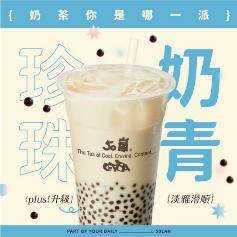 { 奶茶你是哪一派 }
珍珠
奶青
50嵐
The Tea of Cool, Craving, Content...
{plus!升級}
{淡雅滑順}
PART OF YOUR DAILY 50LAN